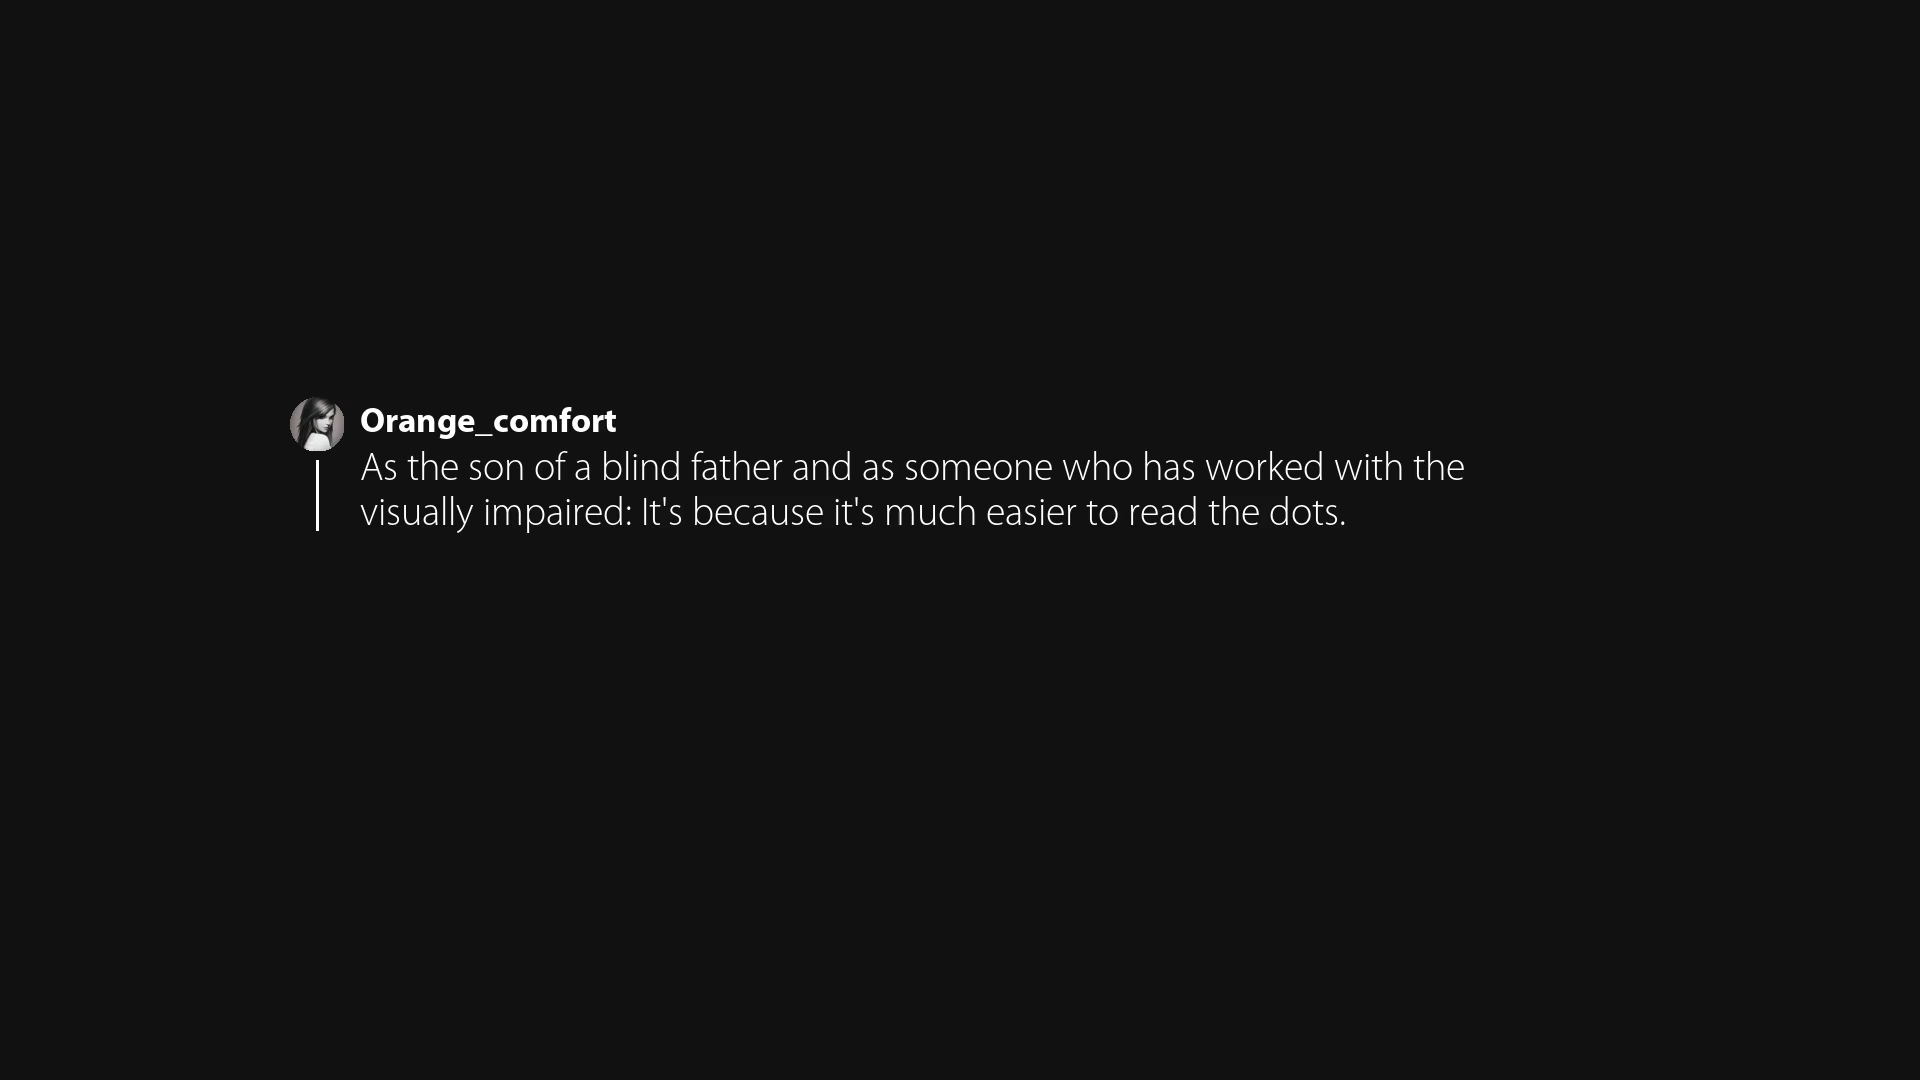 Orange_comfort
As the son of a blind father and as someone who has worked with the
visually impaired: It's because it's much easier to read the dots.